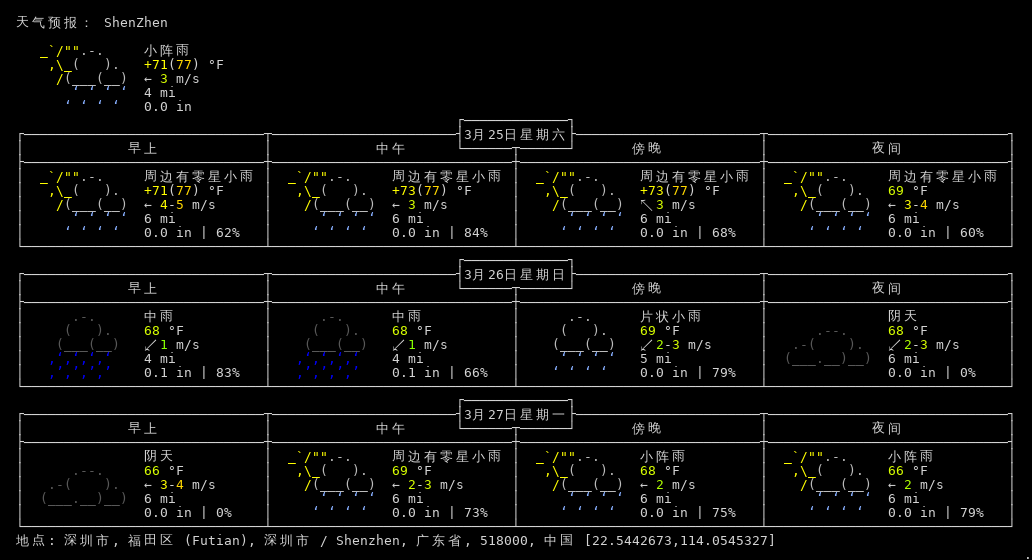 天气预报： ShenZhen
小阵雨
+71(77) °F
← 3 m/s
4 mi
0.0 in
3月25日星期六
早上 中午 傍晚 夜间
周边有零星小雨 周边有零星小雨 周边有零星小雨 周边有零星小雨
+71(77) °F +73(77) °F +73(77) °F 69 °F
← 4-5 m/s ← 3 m/s ↖ 3 m/s ← 3-4 m/s
6 mi 6 mi 6 mi 6 mi
0.0 in | 62% 0.0 in | 84% 0.0 in | 68% 0.0 in | 60%
3月26日星期日
早上 中午 傍晚 夜间
中雨 中雨 片状小雨 阴天
68 °F 68 °F 69 °F 68 °F
↙ 1 m/s ↙ 1 m/s ↙ 2-3 m/s ↙ 2-3 m/s
4 mi 4 mi 5 mi 6 mi
0.1 in | 83% 0.1 in | 66% 0.0 in | 79% 0.0 in | 0%
3月27日星期一
早上 中午 傍晚 夜间
阴天 周边有零星小雨 小阵雨 小阵雨
66 °F 69 °F 68 °F 66 °F
← 3-4 m/s ← 2-3 m/s ← 2 m/s ← 2 m/s
6 mi 6 mi 6 mi 6 mi
0.0 in | 0% 0.0 in | 73% 0.0 in | 75% 0.0 in | 79%
地点: 深圳市, 福田区 (Futian), 深圳市 / Shenzhen, 广东省, 518000, 中国 [22.5442673,114.0545327]